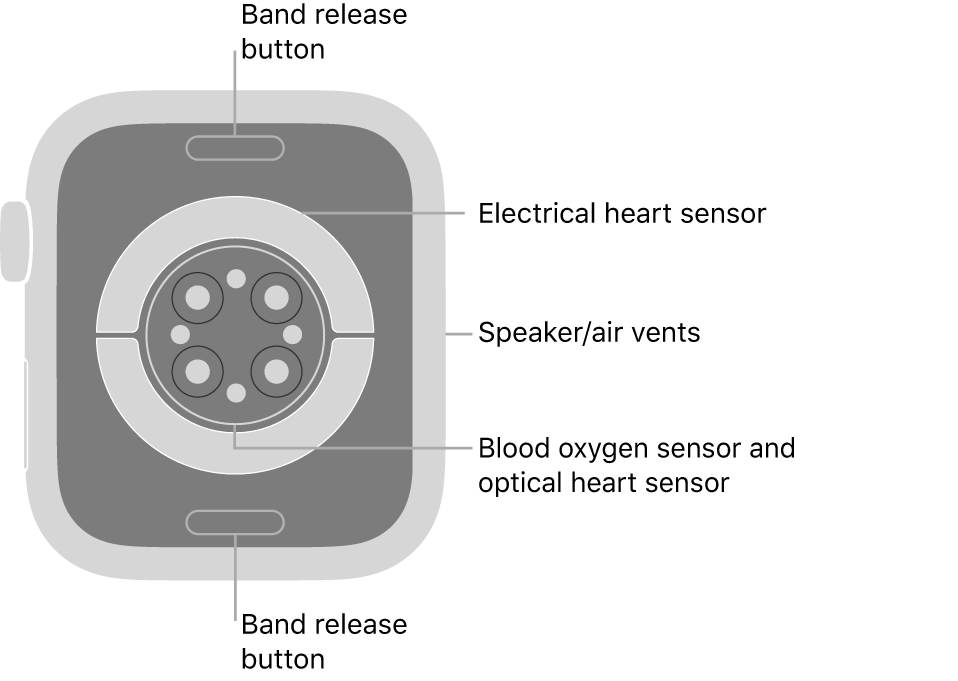 Band release
button
Electrical heart sensor
Speaker/air vents
Blood oxygen sensor and
optical heart sensor
Band release
button